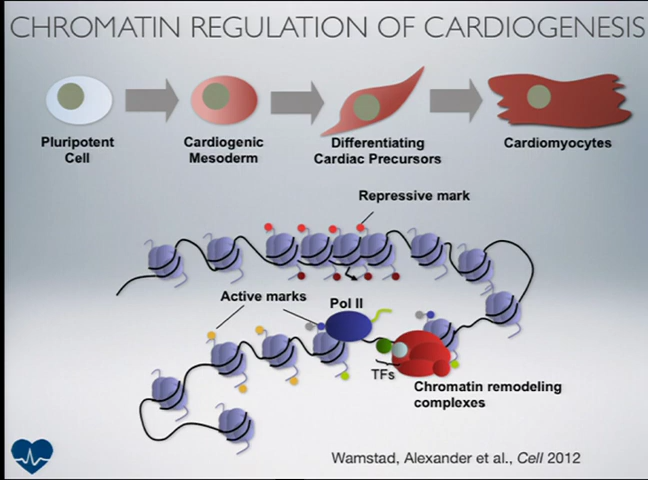 CHROMATIN REGULATION OF CARDIOGENESIS
Pluripotent
Cell
Cardiogenic
Mesoderm
Differentiating
Cardiac Precursors
Cardiomyocytes
Repressive mark
Active marks
Pol II
TFs
Chromatin remodeling
complexes
Wamstad, Alexander et al., Cell 2012